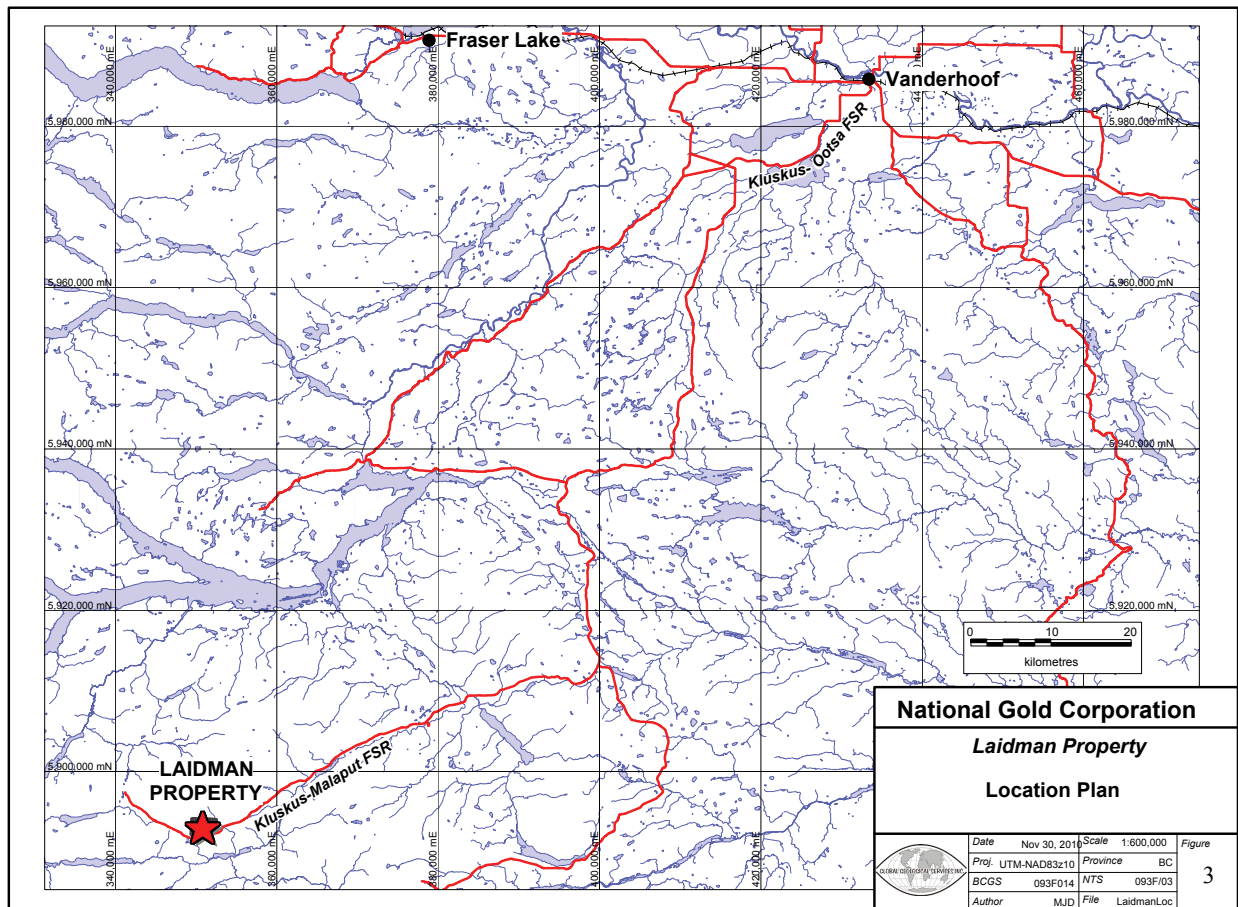 Fraser Lake
Vanderhoof
340,000 mE
360,000 mE
380,000 mE
400,000 mE
420,000 mE
460,000 mE
5,980,000 mN
5,980,000 mN
Kluskus- Ootsa FSR
5,960,000 mN
5,960,000 mN
5,940,000 mN
5,940,000 mN
5,920,000 mN
5,920,000 mN
0 10 20
kilometres
5,900,000 mN
LAIDMAN
PROPERTY
Kluskus-Malaput FSR
340,000 mE
360,000 mE
380,000 mE
400,000 mE
420,000 mE
National Gold Corporation
Laidman Property
Location Plan
GLOBAL GEOLOGICAL SERVICES INC.
Date Nov 30, 2010 Scale 1:600,000 Figure
Proj. UTM-NAD83z10 Province BC
BCGS 093F014 NTS 093F/03
Author MJD File LaidmanLoc
3